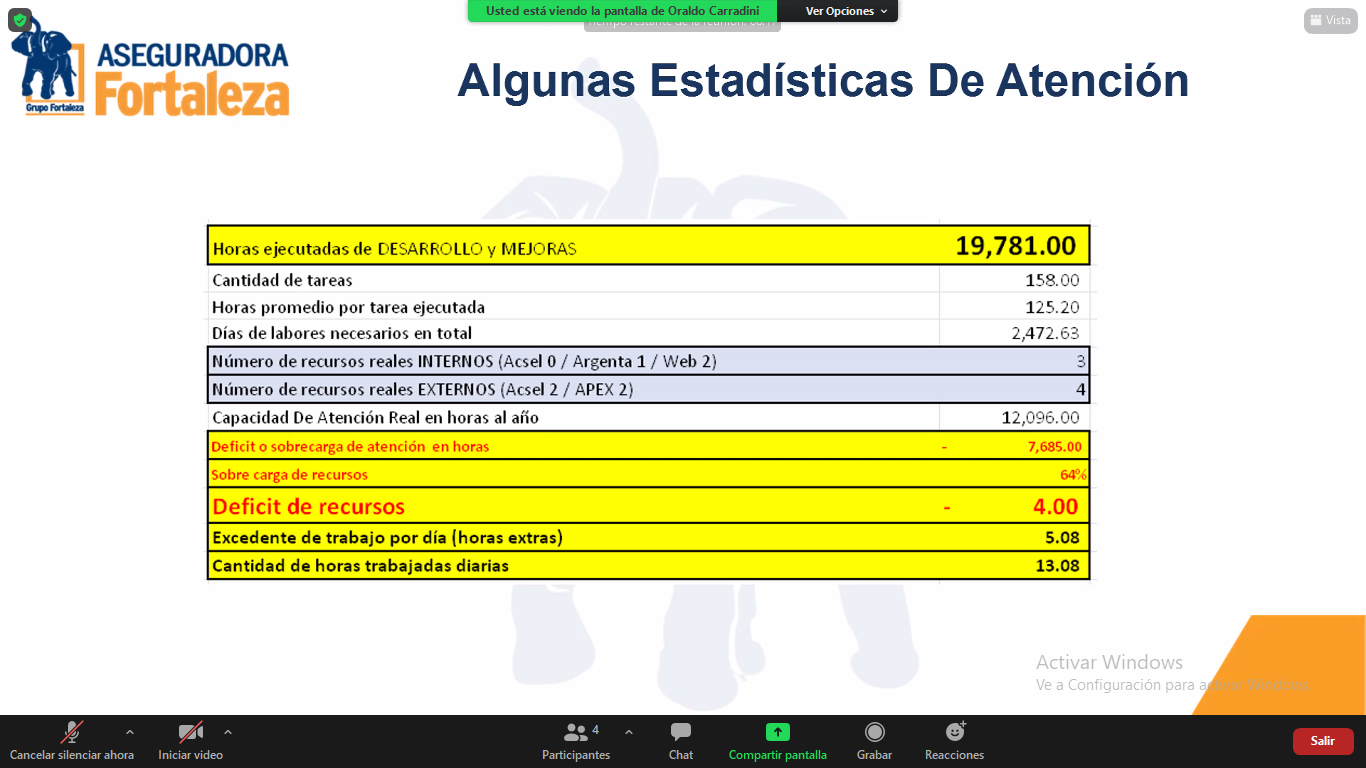 Usted está viendo la pantalla de Oraldo Carradini
Ver Opciones
Vista
ASEGURADORA
Fortaleza
Grupo Fortaleza
Algunas Estadísticas De Atención
Horas ejecutadas de DESARROLLO y MEJORAS 19,781.00
Cantidad de tareas 158.00
Horas promedio por tarea ejecutada 125.20
Días de labores necesarios en total 2,472.63
Número de recursos reales INTERNOS (Acsel 0 / Argenta 1 / Web 2) 3
Número de recursos reales EXTERNOS (Acsel 2 / APEX 2) 4
Capacidad De Atención Real en horas al año 12,096.00
Deficit o sobrecarga de atención en horas - 7,685.00
Sobre carga de recursos 64%
Deficit de recursos - 4.00
Excedente de trabajo por día (horas extras) 5.08
Cantidad de horas trabajadas diarias 13.08
Activar Windows
Ve a Configuración para activar Windows.
Cancelar silenciar ahora
Iniciar video
Participantes 4
Chat
Compartir pantalla
Grabar
Reacciones
Salir